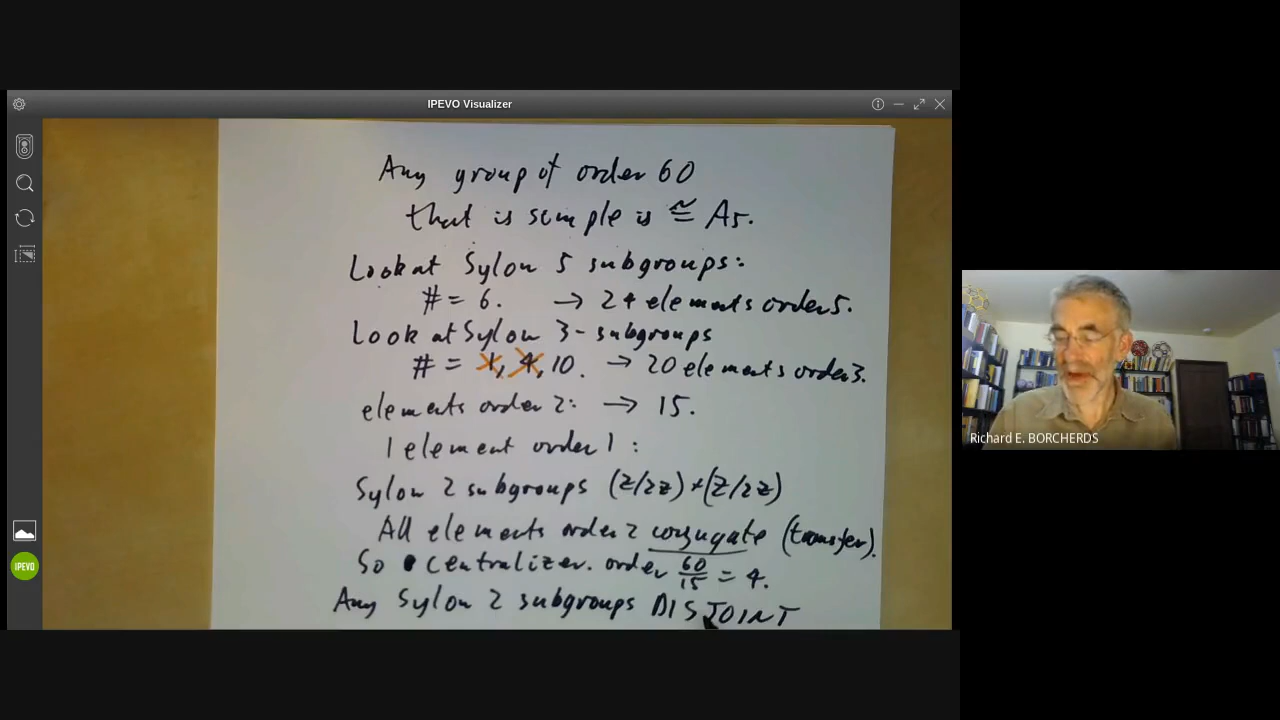 IPEVO Visualizer
Any group of order 60
that is simple is ≅ A5.
Look at Sylow 5 subgroups:
# = 6. → 24 elements order 5.
Look at Sylow 3-subgroups
# = 1, 4, 10. → 20 elements order 3.
elements order 2: → 15.
1 element order 1:
Sylow 2 subgroups (Z/2Z)×(Z/2Z)
All elements order 2 conjugate (transfer).
So centralizer. order 60/15 = 4.
Any Sylow 2 subgroups DISJOINT
IPEVO
Richard E. BORCHERDS